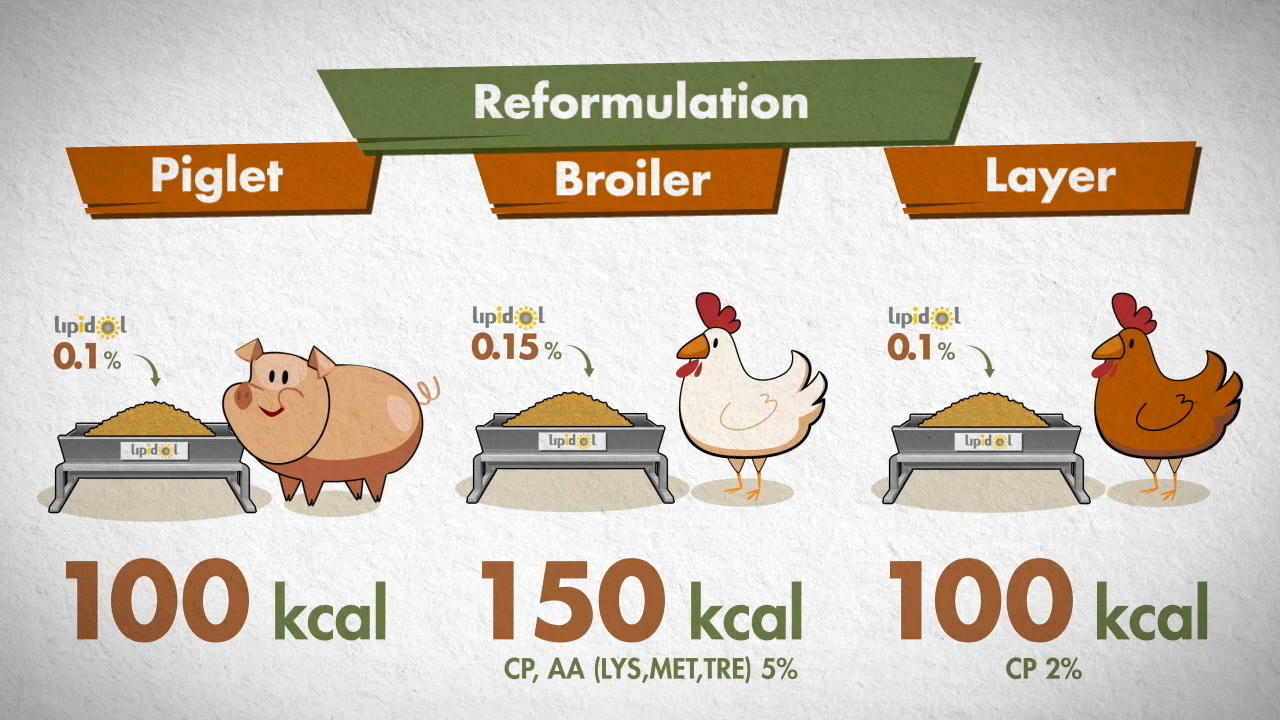 Reformulation
Piglet
Broiler
Layer
lipidol
0.1%
lipidol
0.15%
lipidol
0.1%
lipidol
lipidol
lipidol
100 kcal
150 kcal
100 kcal
CP, AA (LYS,MET,TRE) 5%
CP 2%